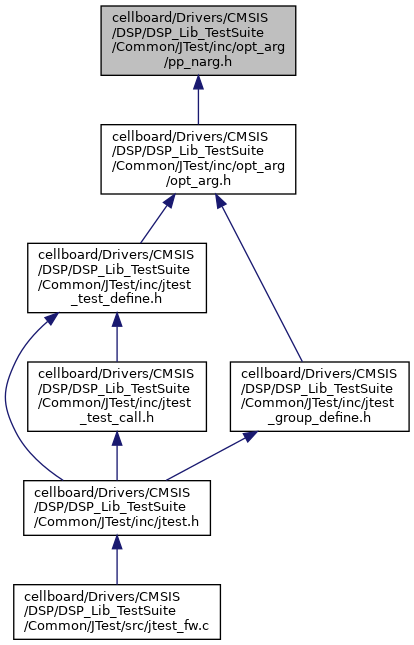 cellboard/Drivers/CMSIS
/DSP/DSP_Lib_TestSuite
/Common/JTest/inc/opt_arg
/pp_narg.h
cellboard/Drivers/CMSIS
/DSP/DSP_Lib_TestSuite
/Common/JTest/inc/opt_arg
/opt_arg.h
cellboard/Drivers/CMSIS
/DSP/DSP_Lib_TestSuite
/Common/JTest/inc/jtest
_test_define.h
cellboard/Drivers/CMSIS
/DSP/DSP_Lib_TestSuite
/Common/JTest/inc/jtest
_test_call.h
cellboard/Drivers/CMSIS
/DSP/DSP_Lib_TestSuite
/Common/JTest/inc/jtest
_group_define.h
cellboard/Drivers/CMSIS
/DSP/DSP_Lib_TestSuite
/Common/JTest/inc/jtest.h
cellboard/Drivers/CMSIS
/DSP/DSP_Lib_TestSuite
/Common/JTest/src/jtest_fw.c